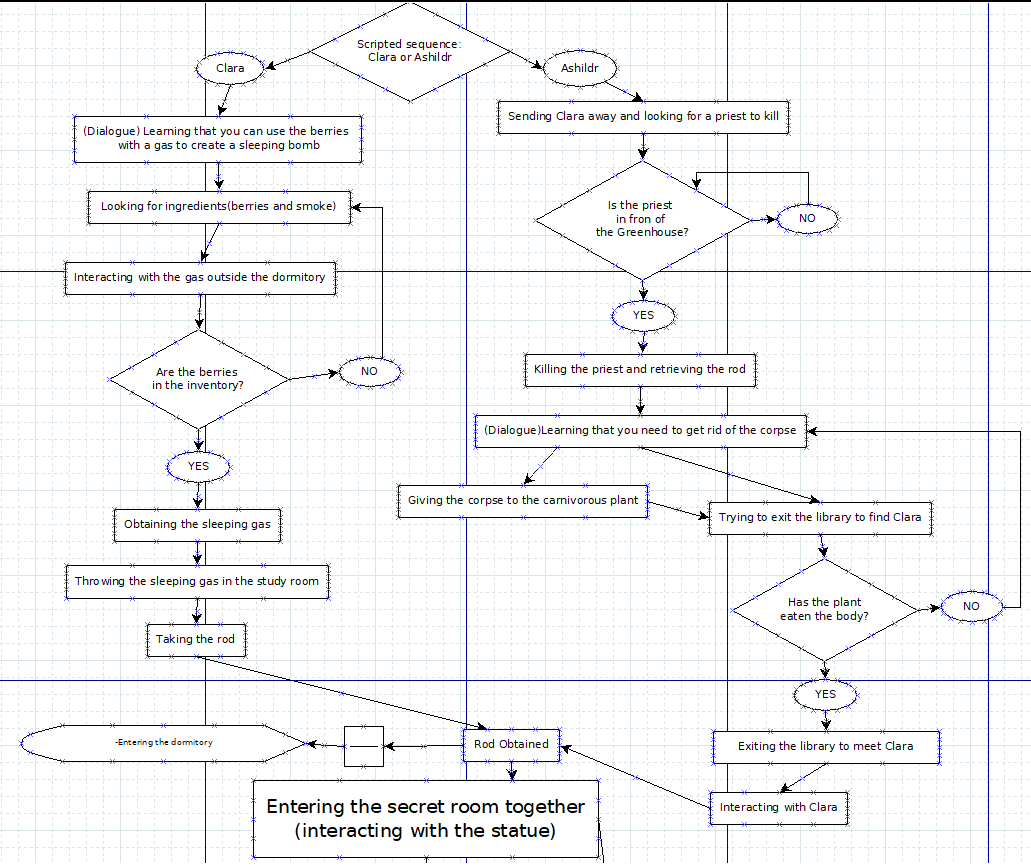 Scripted sequence:
Clara or Ashildr
Clara
Ashildr
(Dialogue) Learning that you can use the berries
with a gas to create a sleeping bomb
Looking for ingredients(berries and smoke)
Interacting with the gas outside the dormitory
Are the berries
in the inventory?
NO
YES
Obtaining the sleeping gas
Throwing the sleeping gas in the study room
Taking the rod
Sending Clara away and looking for a priest to kill
Is the priest
in fron of
the Greenhouse?
NO
YES
Killing the priest and retrieving the rod
(Dialogue)Learning that you need to get rid of the corpse
Giving the corpse to the carnivorous plant
Trying to exit the library to find Clara
Has the plant
eaten the body?
NO
YES
Exiting the library to meet Clara
Interacting with Clara
Rod Obtained
-Entering the dormitory
Entering the secret room together
(interacting with the statue)